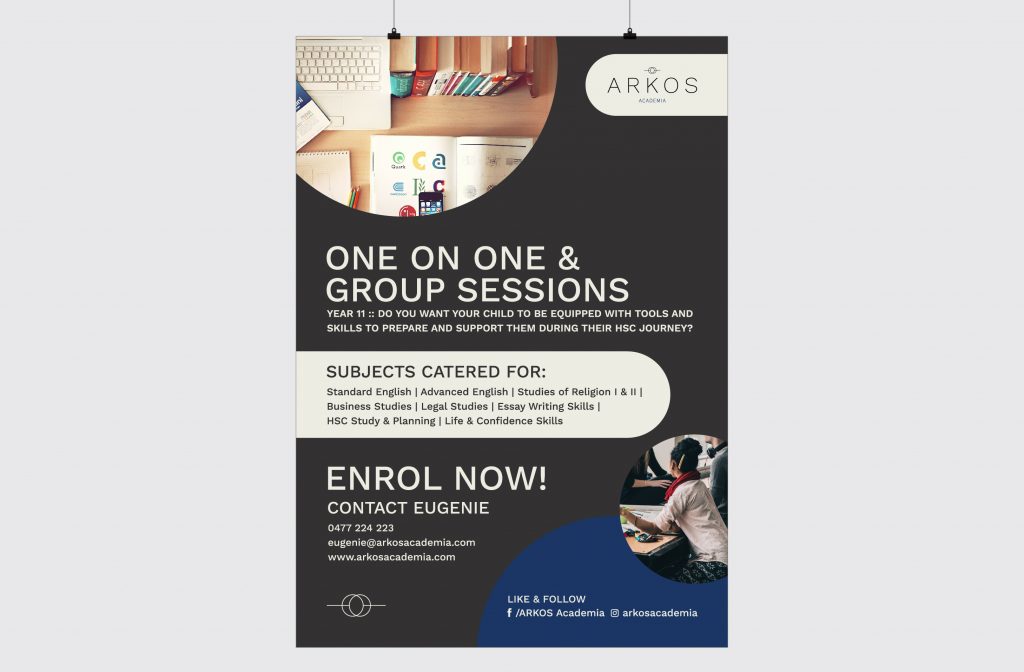 ARKOS
ACADEMIA
Quark
LG
ONE ON ONE &
GROUP SESSIONS
YEAR 11 :: DO YOU WANT YOUR CHILD TO BE EQUIPPED WITH TOOLS AND
SKILLS TO PREPARE AND SUPPORT THEM DURING THEIR HSC JOURNEY?
SUBJECTS CATERED FOR:
Standard English | Advanced English | Studies of Religion I & II |
Business Studies | Legal Studies | Essay Writing Skills |
HSC Study & Planning | Life & Confidence Skills
ENROL NOW!
CONTACT EUGENIE
0477 224 223
eugenie@arkosacademia.com
www.arkosacademia.com
LIKE & FOLLOW
f /ARKOS Academia arkosacademia